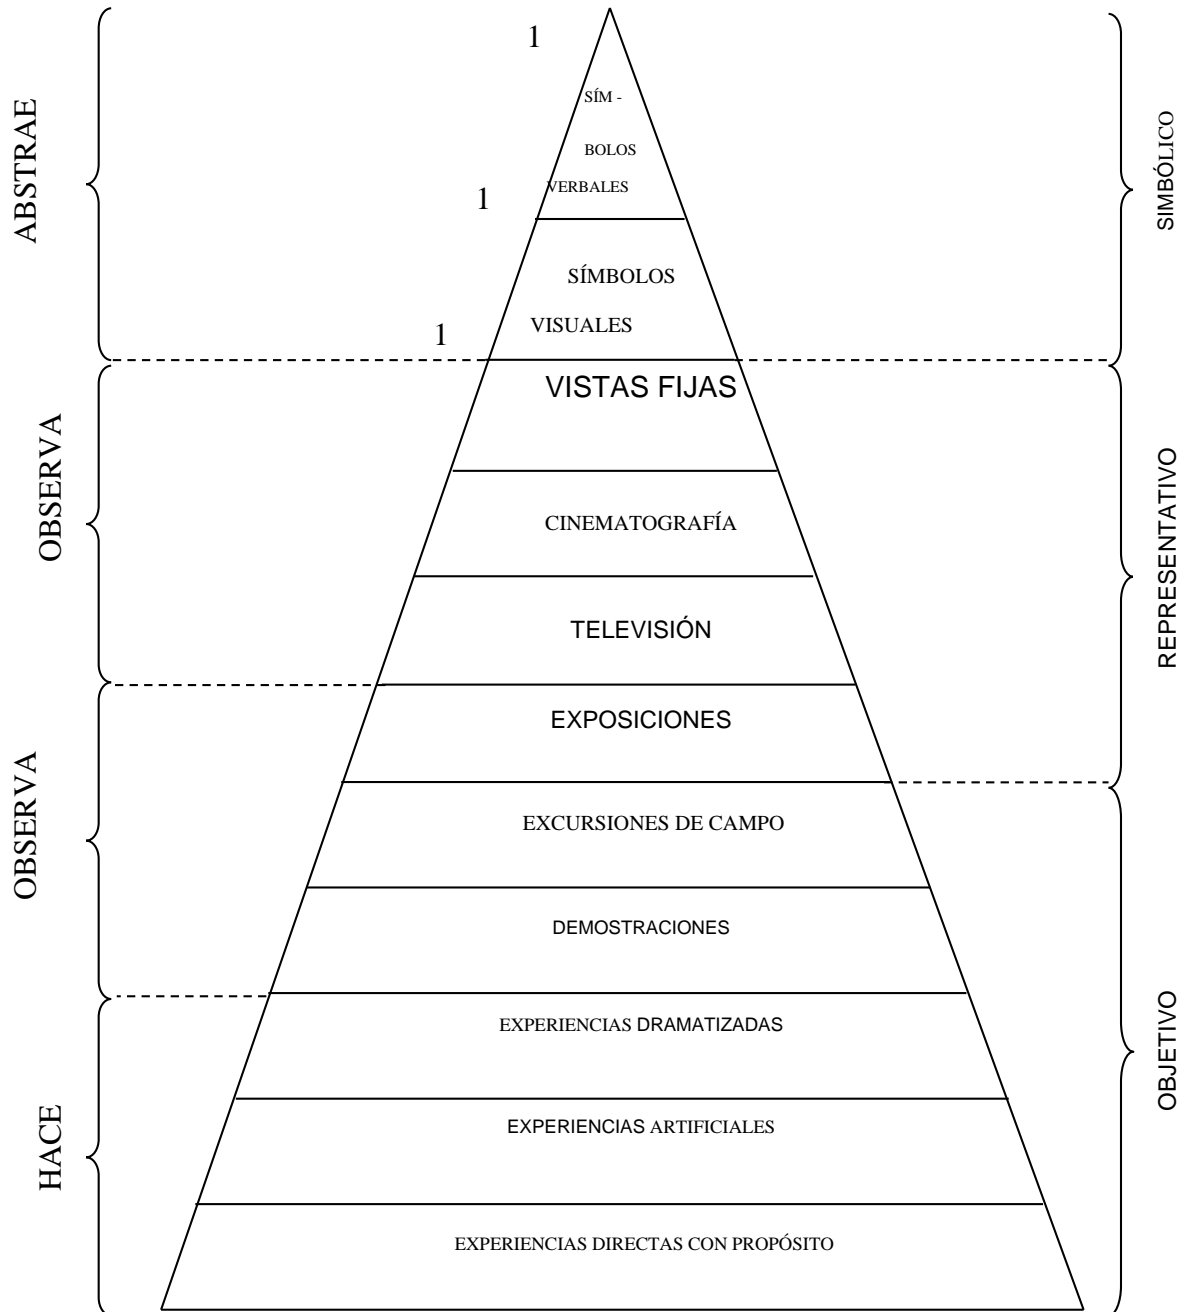 1
SÍM -
BOLOS
VERBALES
1
SÍMBOLOS
VISUALES
1
VISTAS FIJAS
CINEMATOGRAFÍA
TELEVISIÓN
EXPOSICIONES
EXCURSIONES DE CAMPO
DEMOSTRACIONES
EXPERIENCIAS DRAMATIZADAS
EXPERIENCIAS ARTIFICIALES
EXPERIENCIAS DIRECTAS CON PROPÓSITO
ABSTRAE
OBSERVA
OBSERVA
HACE
SIMBÓLICO
REPRESENTATIVO
OBJETIVO